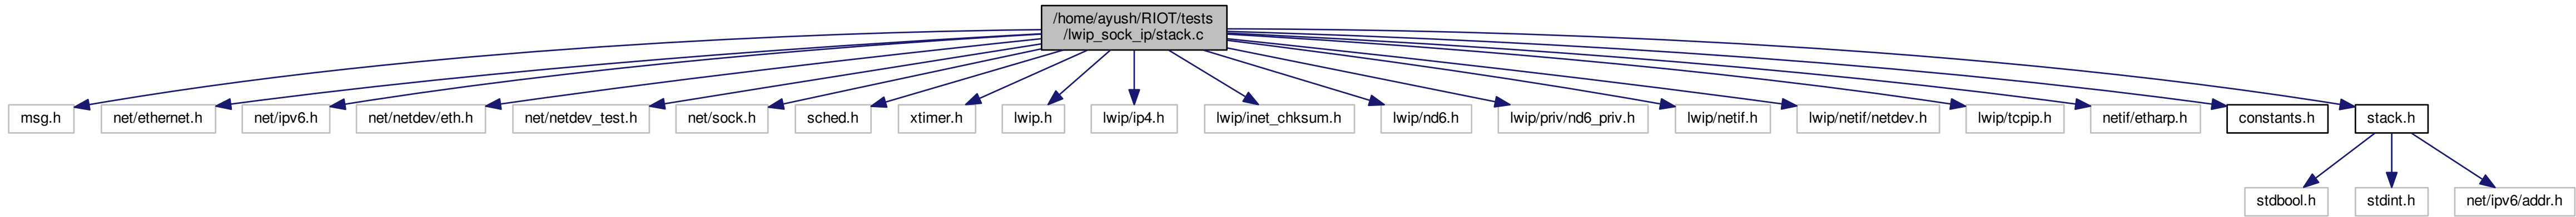 /home/ayush/RIOT/tests
/lwip_sock_ip/stack.c
msg.h
net/ethernet.h
net/ipv6.h
net/netdev/eth.h
net/netdev_test.h
net/sock.h
sched.h
xtimer.h
lwip.h
lwip/ip4.h
lwip/inet_chksum.h
lwip/nd6.h
lwip/priv/nd6_priv.h
lwip/netif.h
lwip/netif/netdev.h
lwip/tcpip.h
netif/etharp.h
constants.h
stack.h
stdbool.h
stdint.h
net/ipv6/addr.h